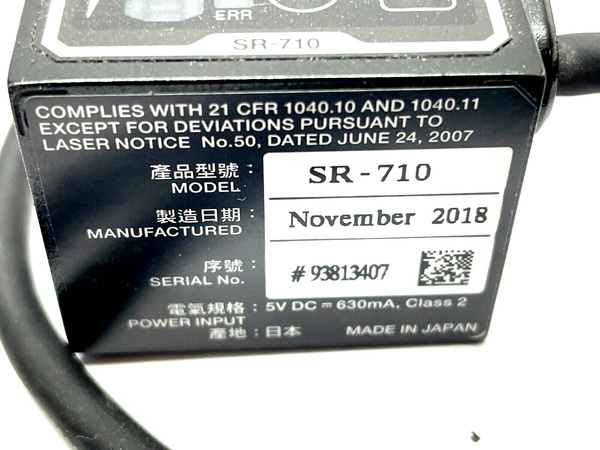 ERR
SR-710
COMPLIES WITH 21 CFR 1040.10 AND 1040.11
EXCEPT FOR DEVIATIONS PURSUANT TO
LASER NOTICE No.50, DATED JUNE 24, 2007
產品型號:
MODEL
SR-710
製造日期:
MANUFACTURED
November 2018
序號:
SERIAL No.
#93813407
電氣規格: 5V DC ⎓ 630mA, Class 2
POWER INPUT
產地: 日本 MADE IN JAPAN